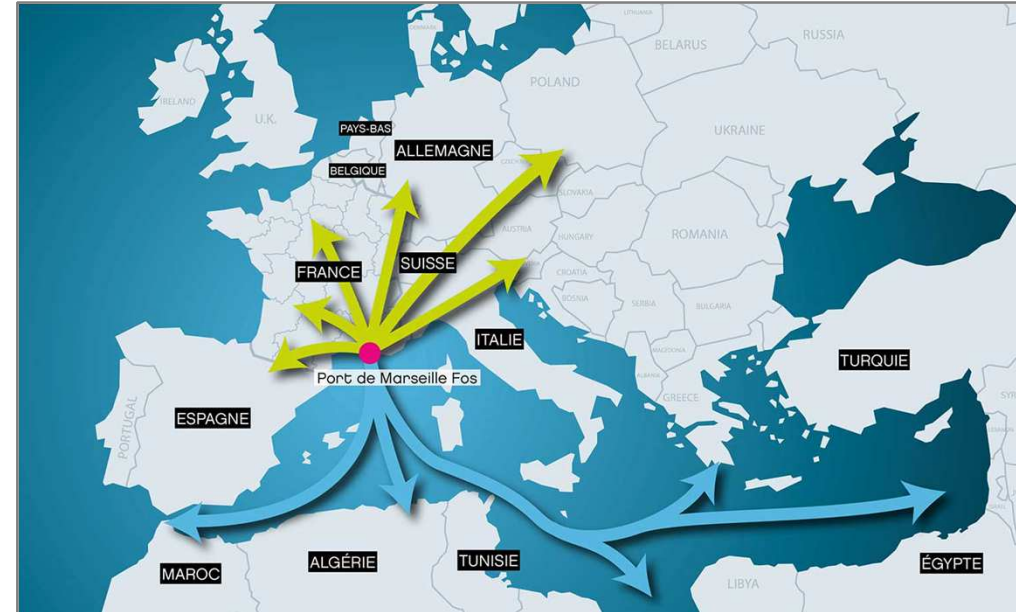 LITHUANIA
DENMARK
RUSSIA
BELARUS
IRELAND
U.K.
POLAND
PAYS-BAS
UKRAINE
ALLEMAGNE
BELGIQUE
SLOVAKIA
AUSTRIA
HUNGARY
ROMANIA
FRANCE
SUISSE
CROATIA
BOSNIA
SERBIA
BULGARIA
ITALIE
MACEDONIA
TURQUIE
Port de Marseille Fos
ALBANIA
GREECE
PORTUGAL
ESPAGNE
MAROC
ALGÉRIE
TUNISIE
LIBYA
ÉGYPTE